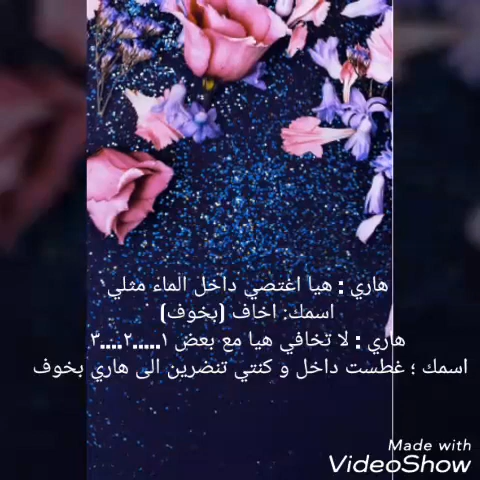 هاري : هيا اغتصي داخل الماء مثلي
اسمك: اخاف (بخوف)
هاري : لا تخافي هيا مع بعض ١.....٢....٣
اسمك ؛ غطست داخل و كنتي تنضرين الى هاري بخوف
Made with
VideoShow